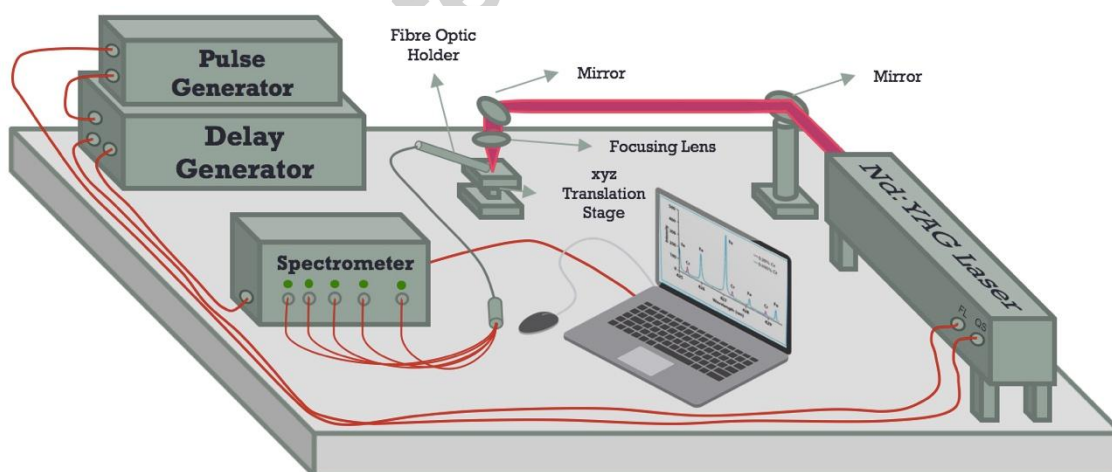 Pulse
Generator
Delay
Generator
Fibre Optic
Holder
Mirror
Mirror
Focusing Lens
xyz
Translation
Stage
Nd:YAG Laser
FL QS
Spectrometer